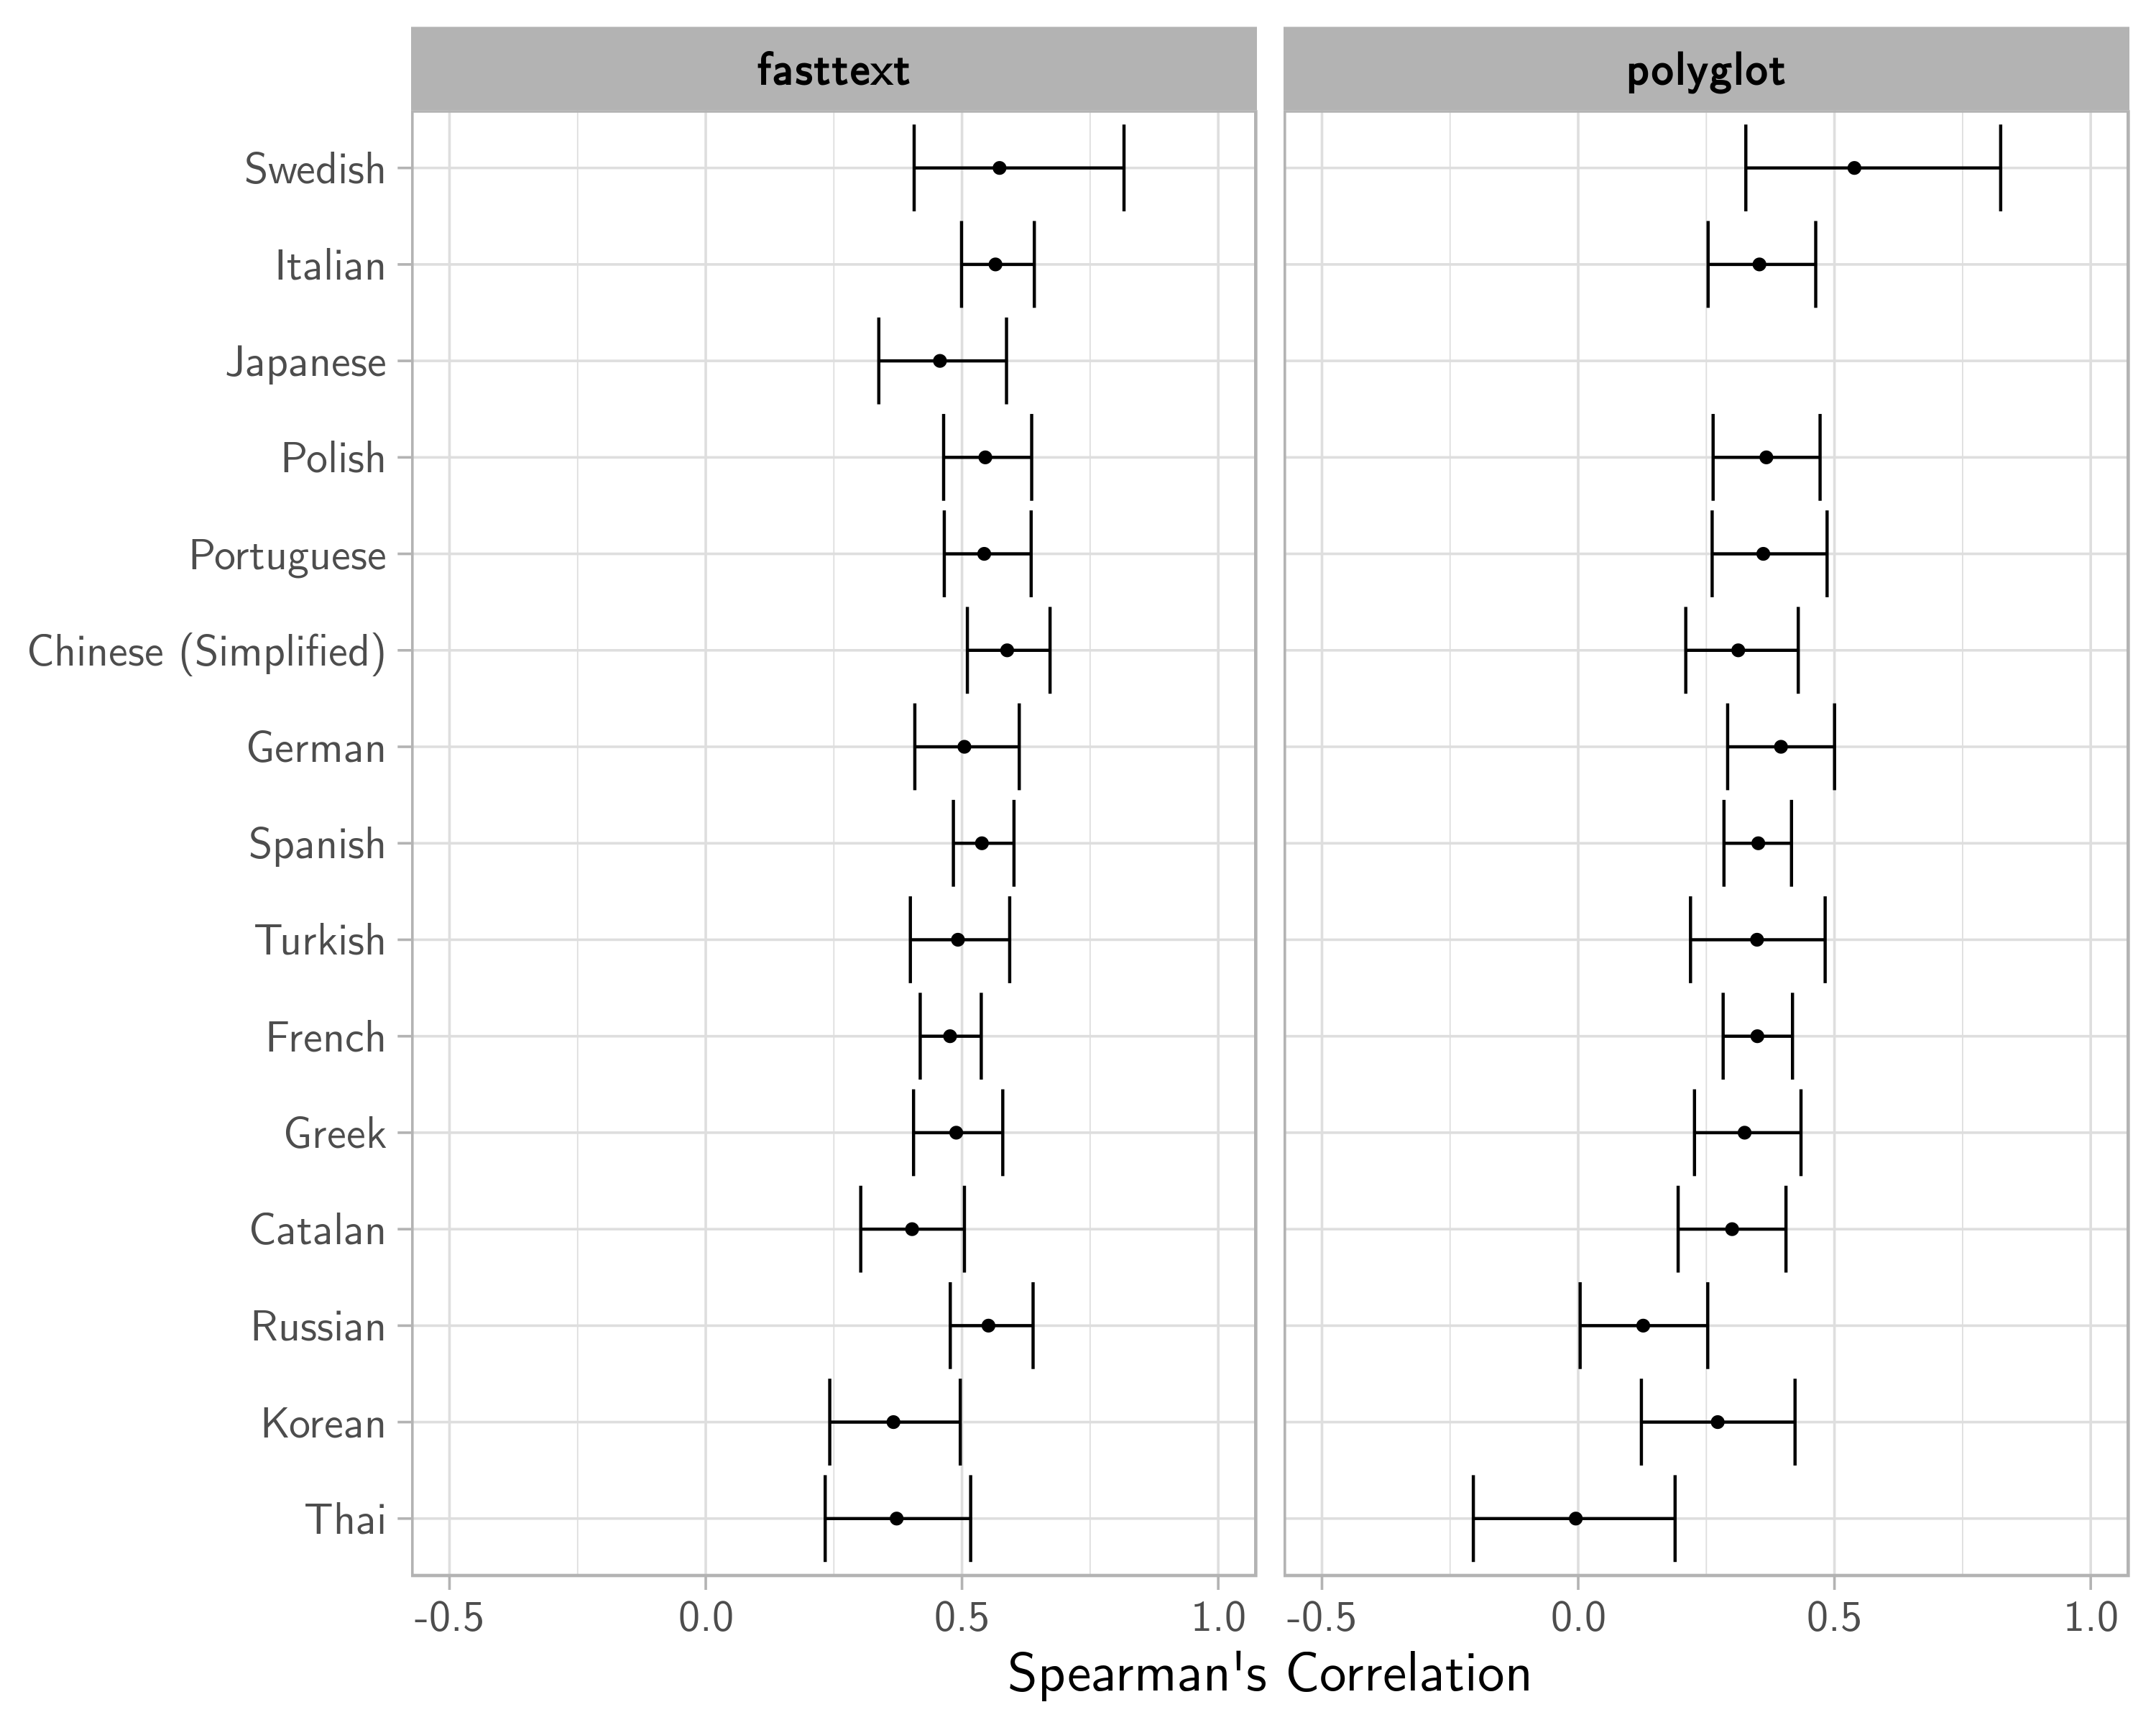 fasttext
polyglot
Swedish
Italian
Japanese
Polish
Portuguese
Chinese (Simplified)
German
Spanish
Turkish
French
Greek
Catalan
Russian
Korean
Thai
-0.5 0.0 0.5 1.0
-0.5 0.0 0.5 1.0
Spearman's Correlation